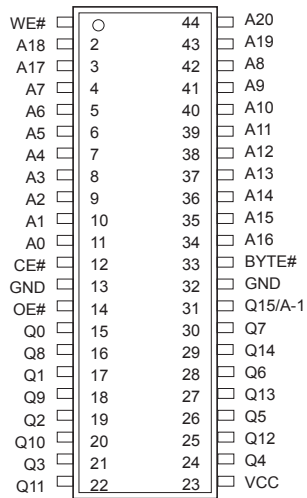 WE# 44 A20
A18 2 43 A19
A17 3 42 A8
A7 4 41 A9
A6 5 40 A10
A5 6 39 A11
A4 7 38 A12
A3 8 37 A13
A2 9 36 A14
A1 10 35 A15
A0 11 34 A16
CE# 12 33 BYTE#
GND 13 32 GND
OE# 14 31 Q15/A-1
Q0 15 30 Q7
Q8 16 29 Q14
Q1 17 28 Q6
Q9 18 27 Q13
Q2 19 26 Q5
Q10 20 25 Q12
Q3 21 24 Q4
Q11 22 23 VCC